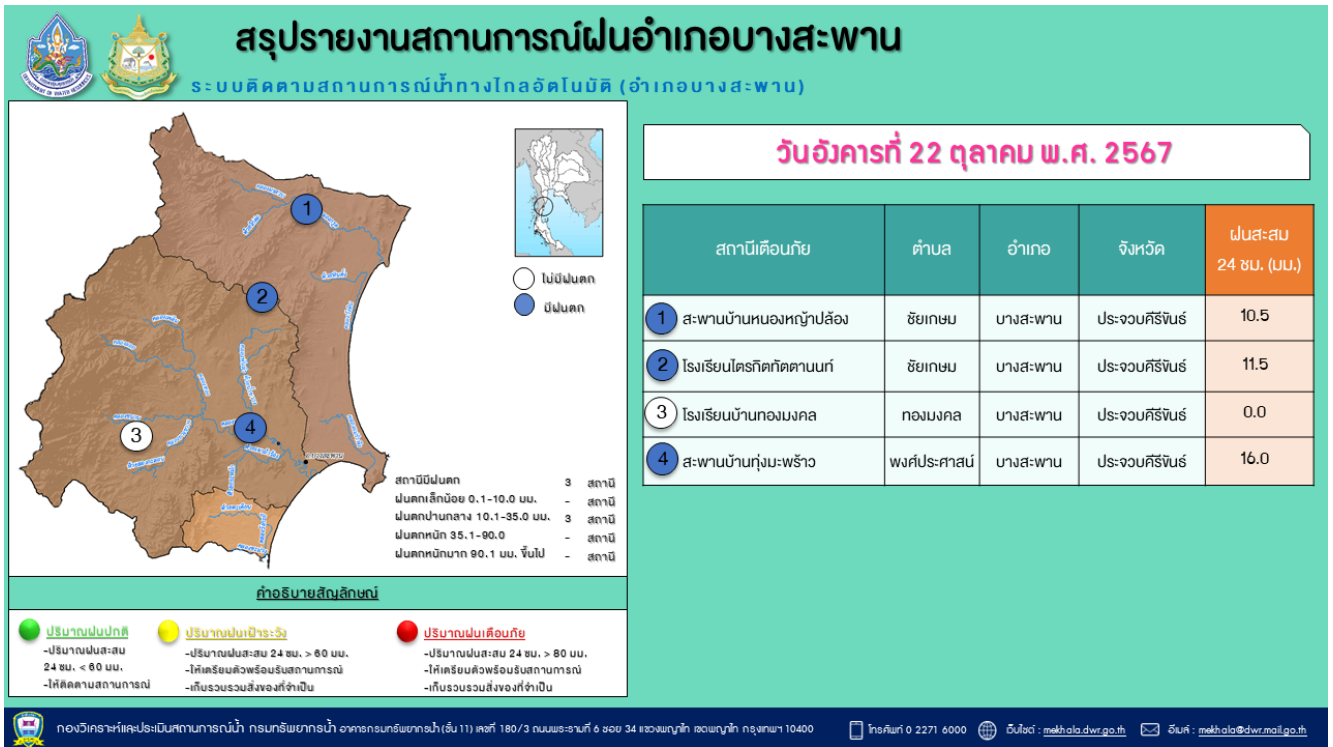 สรุปรายงานสถานการณ์ฝนอำเภอบางสะพาน
ระบบติดตามสถานการณ์น้ำทางไกลอัตโนมัติ (อำเภอบางสะพาน)
วันอังคารที่ 22 ตุลาคม พ.ศ. 2567
1
2
3
4
ไม่มีฝนตก
มีฝนตก
สถานีมีฝนตก 3 สถานี
ฝนตกเล็กน้อย 0.1-10.0 มม. - สถานี
ฝนตกปานกลาง 10.1-35.0 มม. 3 สถานี
ฝนตกหนัก 35.1-90.0 - สถานี
ฝนตกหนักมาก 90.1 มม. ขึ้นไป - สถานี
คำอธิบายสัญลักษณ์
ปริมาณฝนปกติ
-ปริมาณฝนสะสม
24 ชม. < 60 มม.
-ให้ติดตามสถานการณ์
ปริมาณฝนเฝ้าระวัง
-ปริมาณฝนสะสม 24 ชม. > 60 มม.
-ให้เตรียมตัวพร้อมรับสถานการณ์
-เก็บรวบรวมสิ่งของที่จำเป็น
ปริมาณฝนเตือนภัย
-ปริมาณฝนสะสม 24 ชม. > 80 มม.
-ให้เตรียมตัวพร้อมรับสถานการณ์
-เก็บรวบรวมสิ่งของที่จำเป็น
สถานีเตือนภัย ตำบล อำเภอ จังหวัด ฝนสะสม
24 ชม. (มม.)
1 สะพานบ้านหนองหญ้าปล้อง ชัยเกษม บางสะพาน ประจวบคีรีขันธ์ 10.5
2 โรงเรียนไตรกิตทัตตานนท์ ชัยเกษม บางสะพาน ประจวบคีรีขันธ์ 11.5
3 โรงเรียนบ้านทองมงคล ทองมงคล บางสะพาน ประจวบคีรีขันธ์ 0.0
4 สะพานบ้านทุ่งมะพร้าว พงศ์ประศาสน์ บางสะพาน ประจวบคีรีขันธ์ 16.0
กองวิเคราะห์และประเมินสถานการณ์น้ำ กรมทรัพยากรน้ำ อาคารกรมทรัพยากรน้ำ (ชั้น 11) เลขที่ 180/3 ถนนพระรามที่ 6 ซอย 34 แขวงพญาไท เขตพญาไท กรุงเทพฯ 10400 โทรศัพท์ 0 2271 6000 เว็บไซต์ : mekhala.dwr.go.th อีเมล์ : mekhala@dwr.mail.go.th